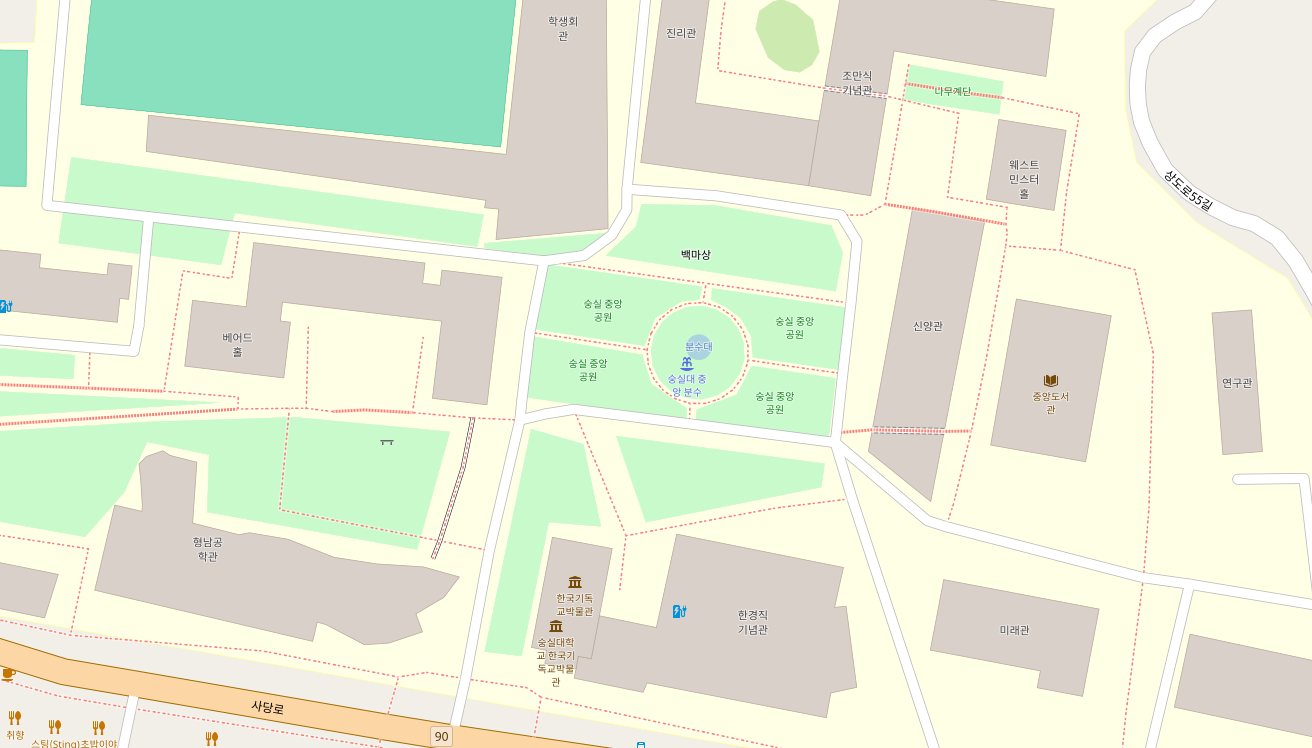 학생회
관
진리관
조만식
기념관
나무계단
웨스트
민스터
홀
상도로55길
백마상
숭실 중앙
공원
숭실 중앙
공원
분수대
숭실대 중
앙 분수
숭실 중앙
공원
숭실 중앙
공원
신양관
베어드
홀
중앙도서
관
연구관
형남공
학관
한국기독
교박물관
숭실대학
교 한국기
독교박물
관
한경직
기념관
미래관
사당로
90
취향
스팅(Sting)초밥이야